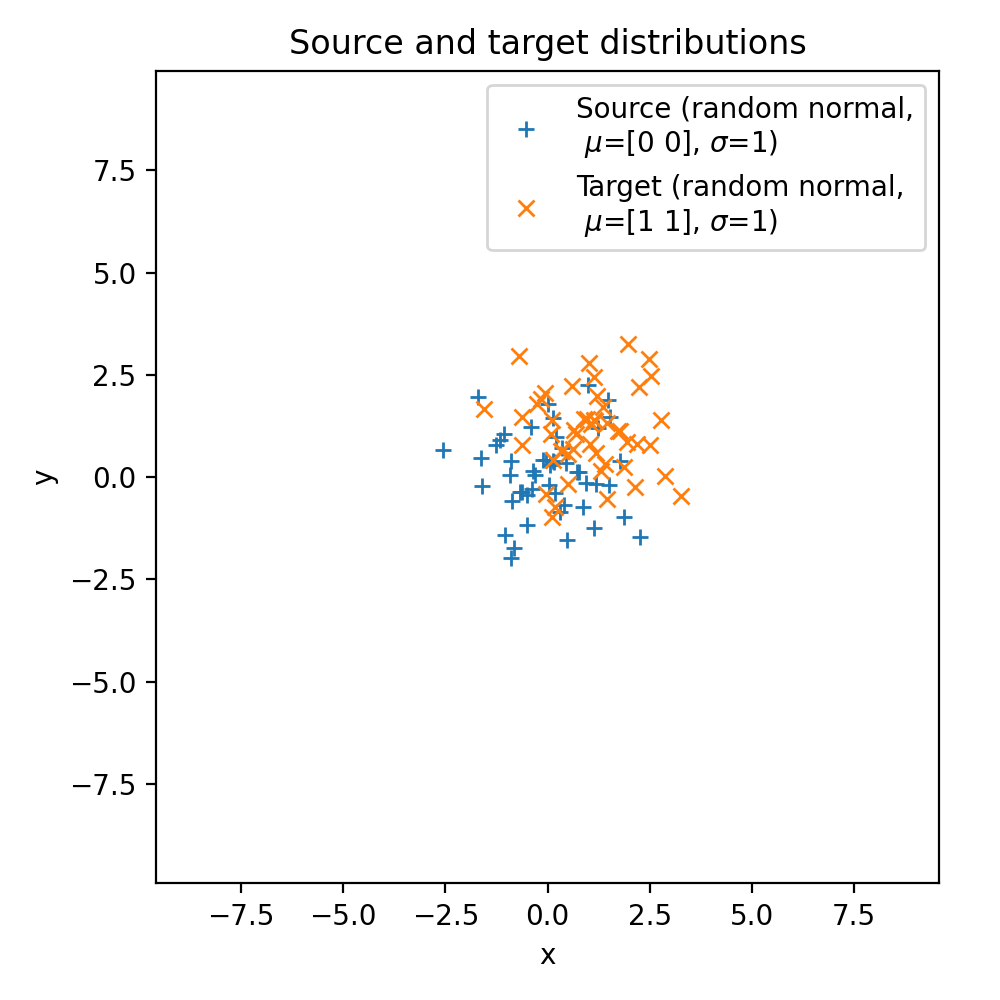 Source and target distributions
Source (random normal,
μ=[0 0], σ=1)
Target (random normal,
μ=[1 1], σ=1)
7.5
5.0
2.5
0.0
−2.5
−5.0
−7.5
y
−7.5 −5.0 −2.5 0.0 2.5 5.0 7.5
x